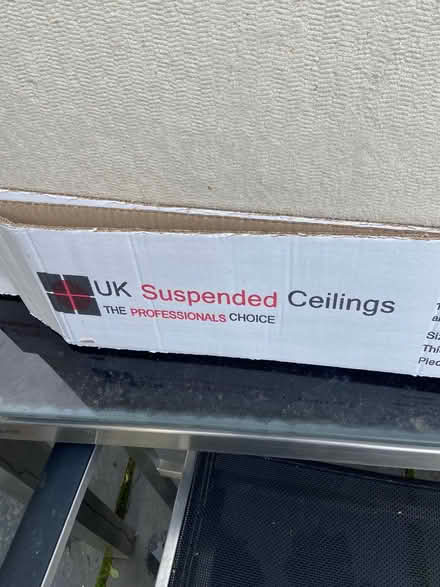 UK Suspended Ceilings
THE PROFESSIONALS CHOICE